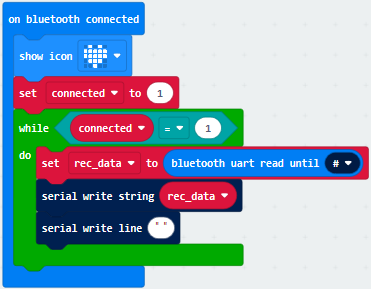 on bluetooth connected
show icon
set connected to 1
while connected = 1
do set rec_data to bluetooth uart read until #
serial write string rec_data
serial write line " "